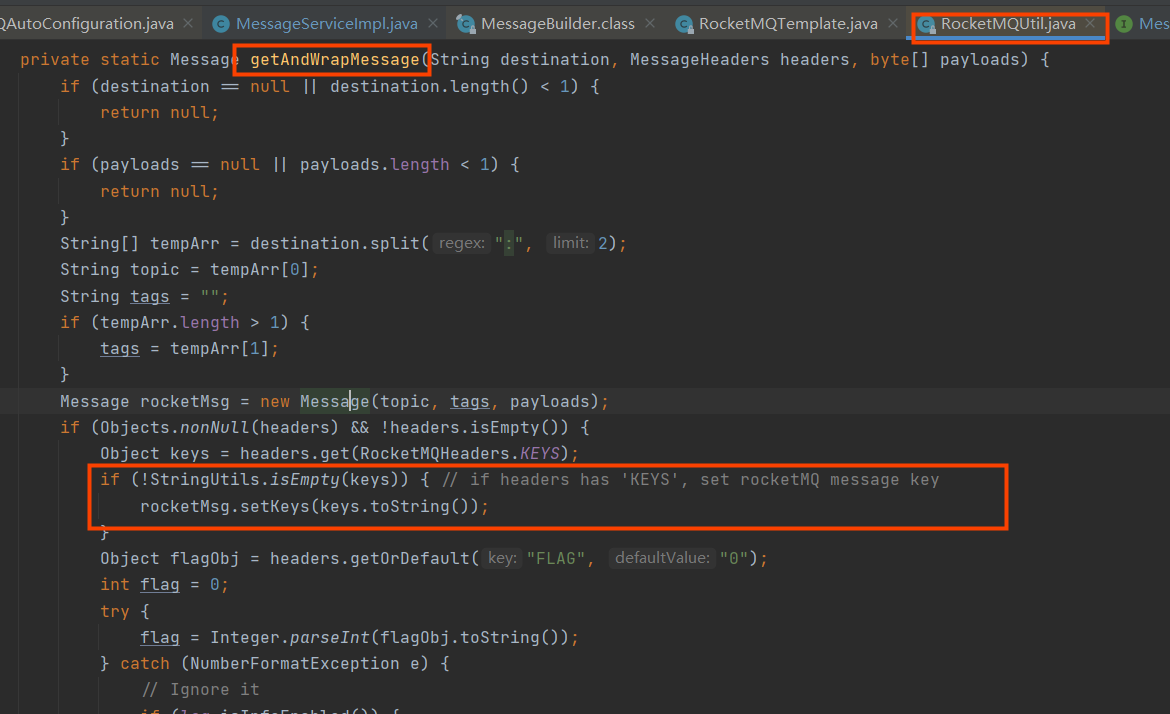 QAutoConfiguration.java × MessageServiceImpl.java × MessageBuilder.class × RocketMQTemplate.java × RocketMQUtil.java × Mes
private static Message getAndWrapMessage(String destination, MessageHeaders headers, byte[] payloads) {
if (destination == null || destination.length() < 1) {
return null;
}
if (payloads == null || payloads.length < 1) {
return null;
}
String[] tempArr = destination.split( regex: ":", limit: 2);
String topic = tempArr[0];
String tags = "";
if (tempArr.length > 1) {
tags = tempArr[1];
}
Message rocketMsg = new Message(topic, tags, payloads);
if (Objects.nonNull(headers) && !headers.isEmpty()) {
Object keys = headers.get(RocketMQHeaders.KEYS);
if (!StringUtils.isEmpty(keys)) { // if headers has 'KEYS', set rocketMQ message key
rocketMsg.setKeys(keys.toString());
}
Object flagObj = headers.getOrDefault( key: "FLAG", defaultValue: "0");
int flag = 0;
try {
flag = Integer.parseInt(flagObj.toString());
} catch (NumberFormatException e) {
// Ignore it
if (log.isInfoEnabled()) {